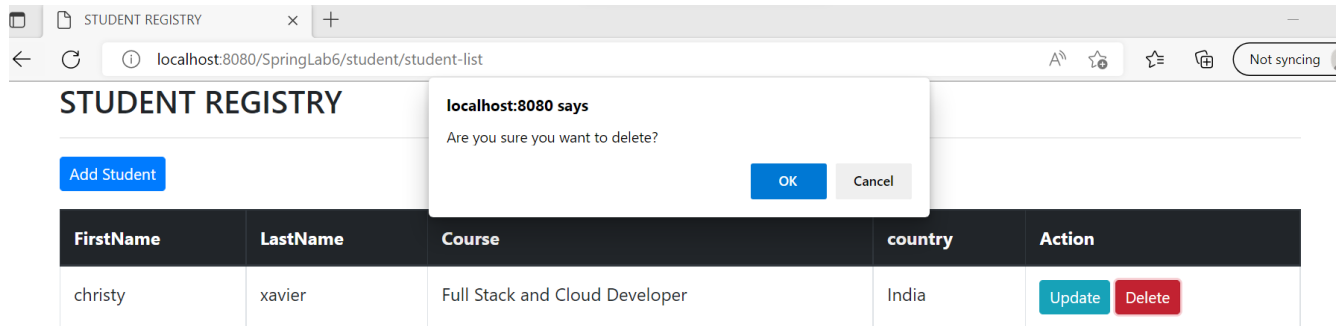 STUDENT REGISTRY
localhost:8080/SpringLab6/student/student-list
Not syncing
STUDENT REGISTRY
localhost:8080 says
Are you sure you want to delete?
OK Cancel
Add Student
FirstName LastName Course country Action
christy xavier Full Stack and Cloud Developer India Update Delete